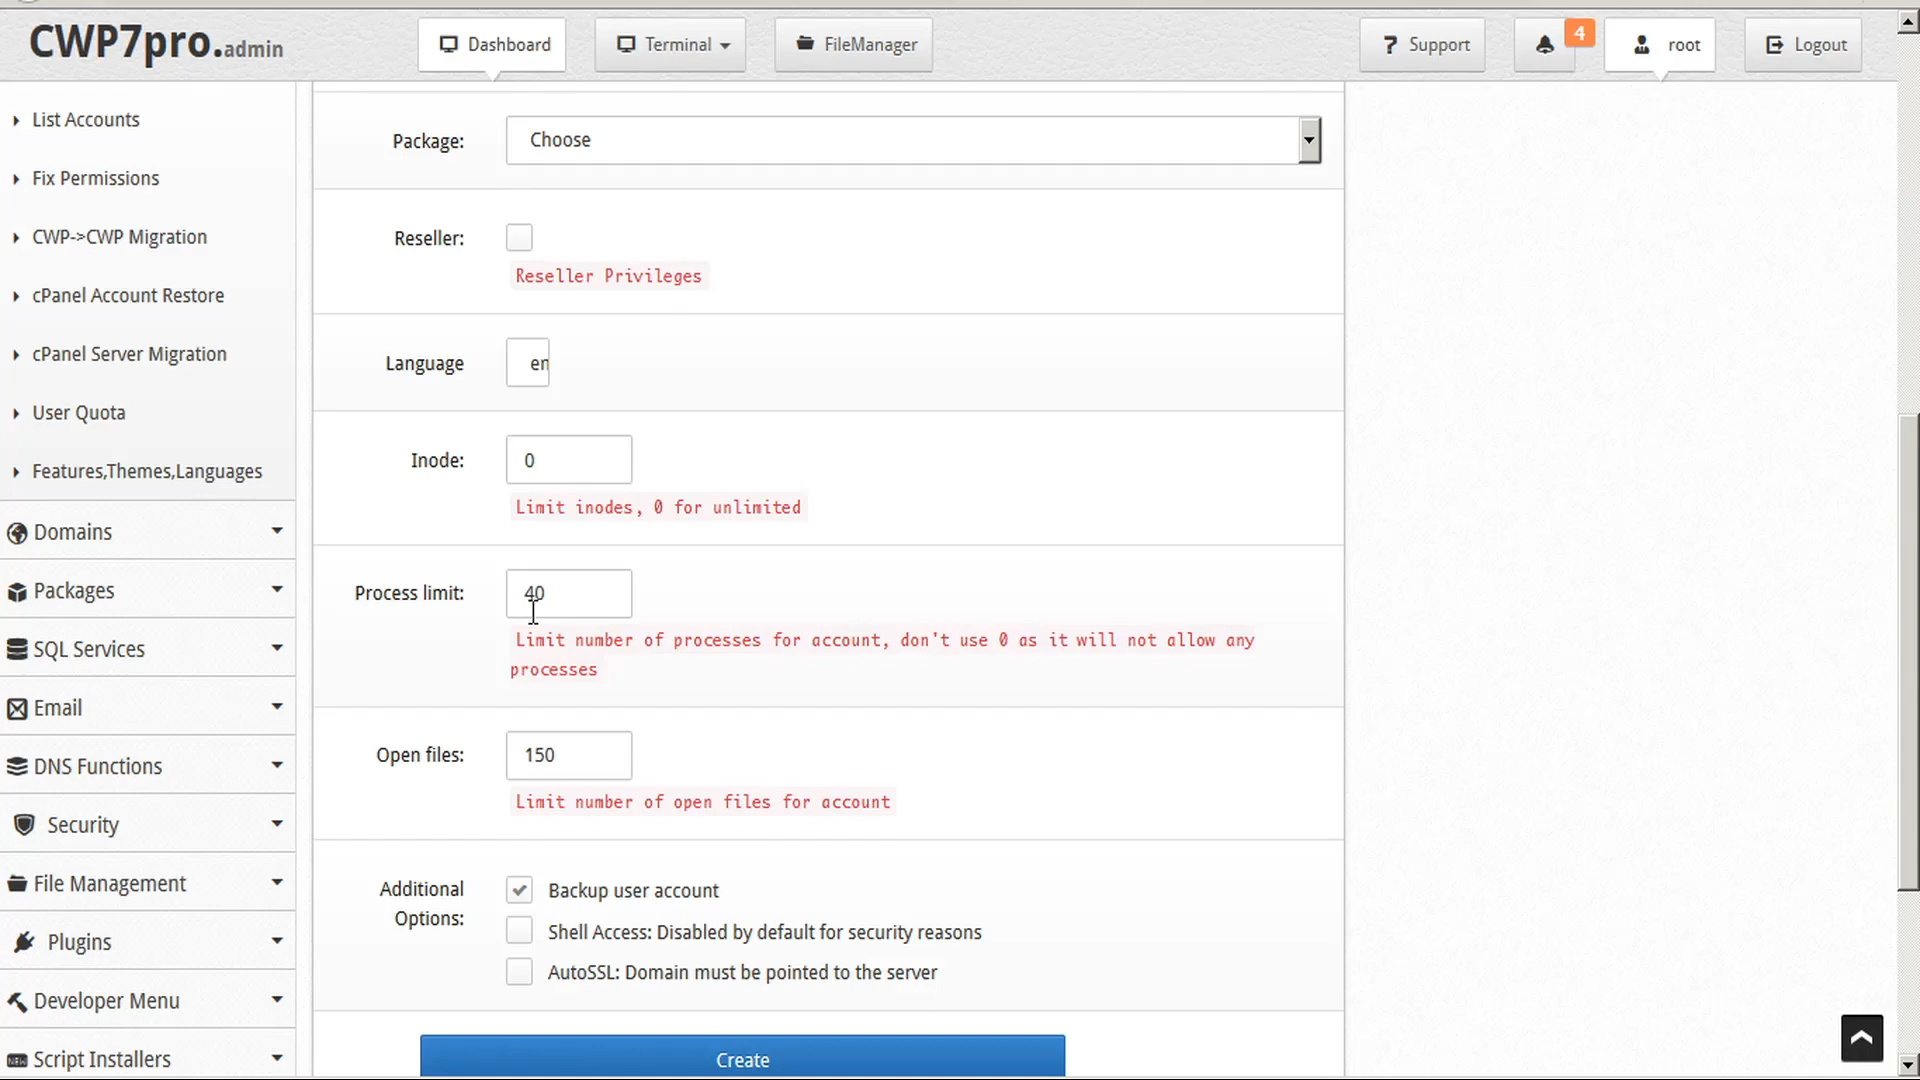 CWP7pro.admin
Dashboard
Terminal
FileManager
? Support
4
root
Logout
List Accounts
Fix Permissions
CWP->CWP Migration
cPanel Account Restore
cPanel Server Migration
User Quota
Features,Themes,Languages
Domains
Packages
SQL Services
Email
DNS Functions
Security
File Management
Plugins
Developer Menu
NEW Script Installers
Package:
Choose
Reseller:
Reseller Privileges
Language
en
Inode:
0
Limit inodes, 0 for unlimited
Process limit:
40
Limit number of processes for account, don't use 0 as it will not allow any
processes
Open files:
150
Limit number of open files for account
Additional
Options:
Backup user account
Shell Access: Disabled by default for security reasons
AutoSSL: Domain must be pointed to the server
Create